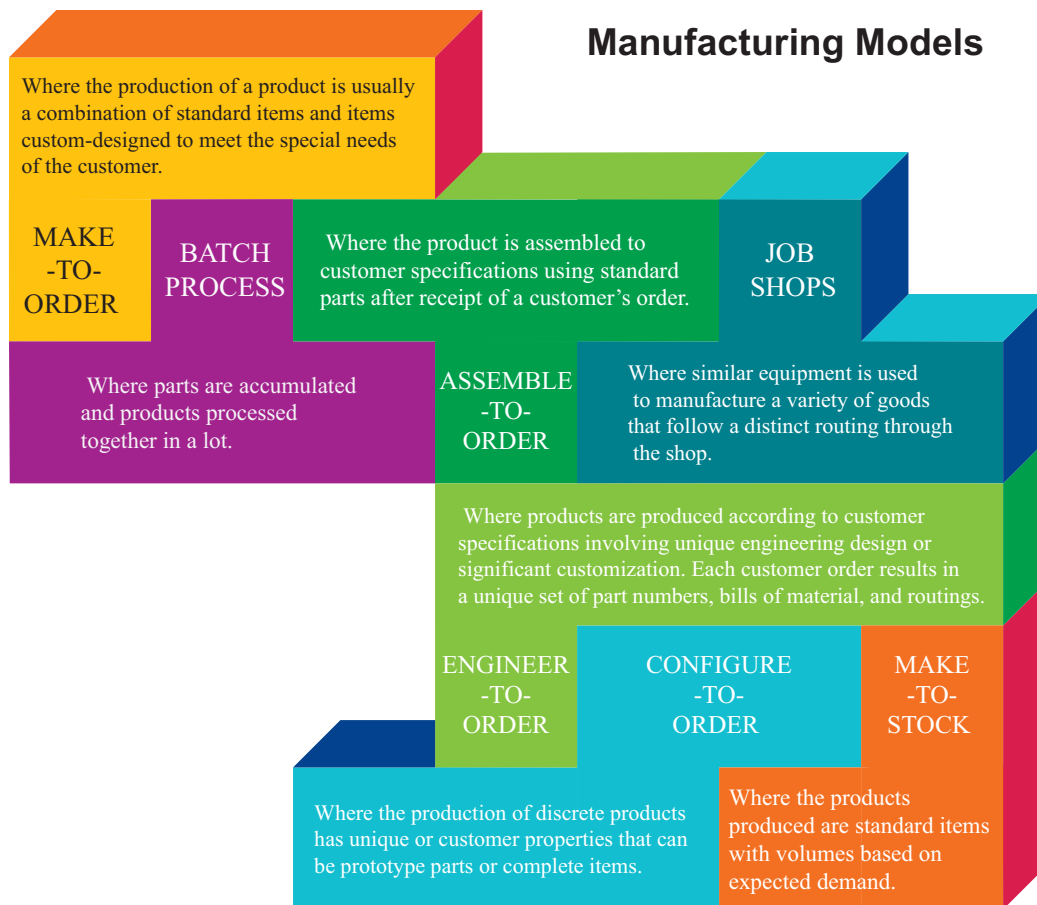 Manufacturing Models
Where the production of a product is usually
a combination of standard items and items
custom-designed to meet the special needs
of the customer.
MAKE
-TO-
ORDER
BATCH
PROCESS
Where the product is assembled to
customer specifications using standard
parts after receipt of a customer’s order.
JOB
SHOPS
Where parts are accumulated
and products processed
together in a lot.
ASSEMBLE
-TO-
ORDER
Where similar equipment is used
to manufacture a variety of goods
that follow a distinct routing through
the shop.
Where products are produced according to customer
specifications involving unique engineering design or
significant customization. Each customer order results in
a unique set of part numbers, bills of material, and routings.
ENGINEER
-TO-
ORDER
CONFIGURE
-TO-
ORDER
MAKE
-TO-
STOCK
Where the production of discrete products
has unique or customer properties that can
be prototype parts or complete items.
Where the products
produced are standard items
with volumes based on
expected demand.